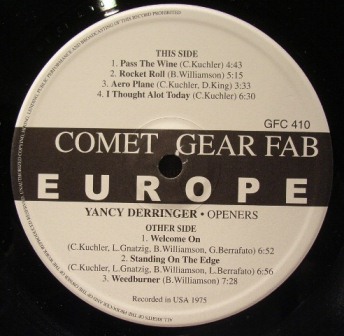 THIS SIDE
1. Pass The Wine (C.Kuchler) 4:43
2. Rocket Roll (B.Williamson) 5:15
3. Aero Plane (C.Kuchler, D.King) 3:33
4. I Thought Alot Today (C.Kuchler) 6:30
GFC 410
COMET GEAR FAB
EUROPE
YANCY DERRINGER • OPENERS
OTHER SIDE
1. Welcome On
(C.Kuchler, L.Gnatzig, B.Williamson, G.Berrafato) 6:52
2. Standing On The Edge
(C.Kuchler, L.Gnatzig, B.Williamson, L.Berrafato) 6:56
3. Weedburner (B.Williamson) 7:28
Recorded in USA 1975